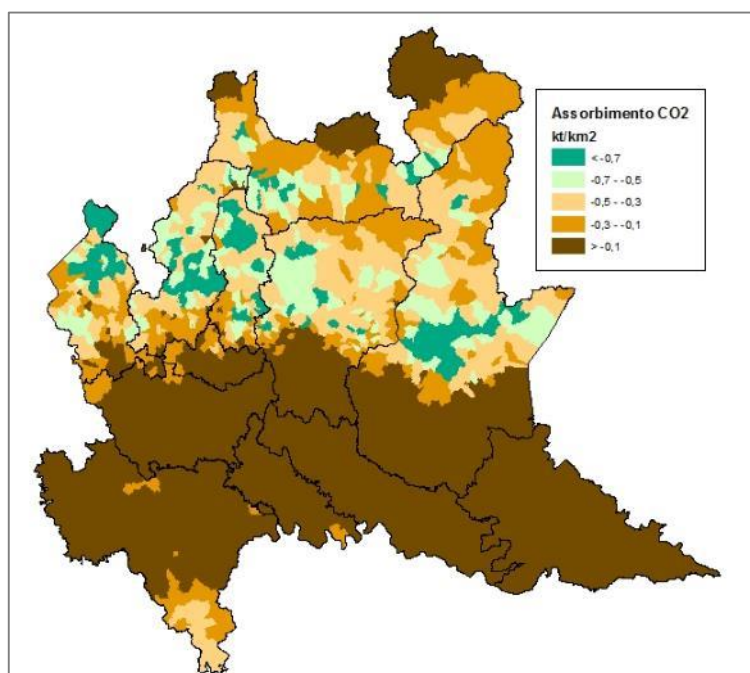 Assorbimento CO2
kt/km2
< -0,7
-0,7 - -0,5
-0,5 - -0,3
-0,3 - -0,1
> -0,1